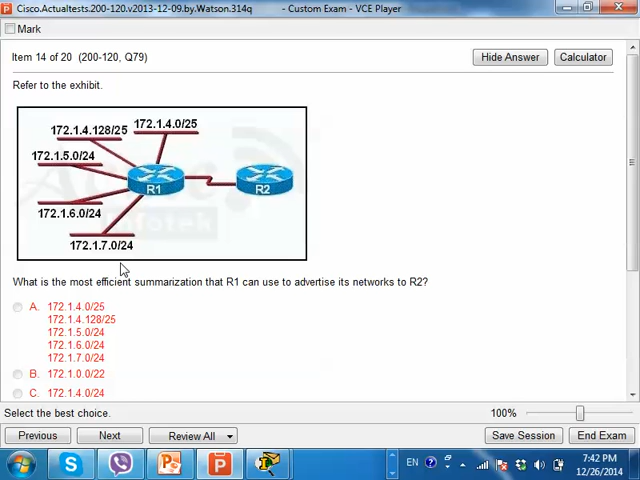 Cisco.Actualtests.200-120.v2013-12-09.by.Watson.314q - Custom Exam - VCE Player
Mark
Item 14 of 20 (200-120, Q79)
Hide Answer
Calculator
Refer to the exhibit.
172.1.4.0/25
172.1.4.128/25
172.1.5.0/24
R1
R2
172.1.6.0/24
172.1.7.0/24
What is the most efficient summarization that R1 can use to advertise its networks to R2?
A. 172.1.4.0/25
172.1.4.128/25
172.1.5.0/24
172.1.6.0/24
172.1.7.0/24
B. 172.1.0.0/22
C. 172.1.4.0/24
Select the best choice.
100%
Previous
Next
Review All
Save Session
End Exam
EN
7:42 PM
12/26/2014